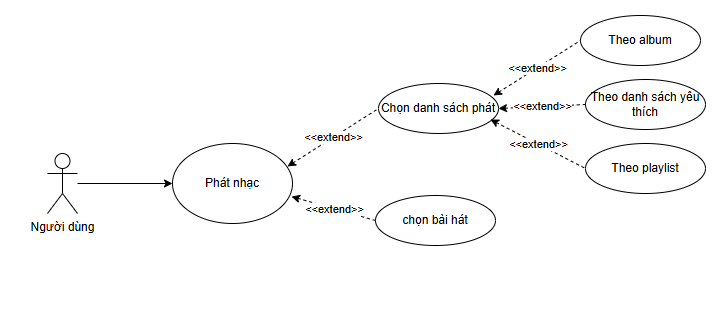 Theo album
<<extend>>
Chọn danh sách phát
<<extend>>
Theo danh sách yêu
thích
<<extend>>
<<extend>>
Theo playlist
Phát nhạc
<<extend>>
chọn bài hát
Người dùng